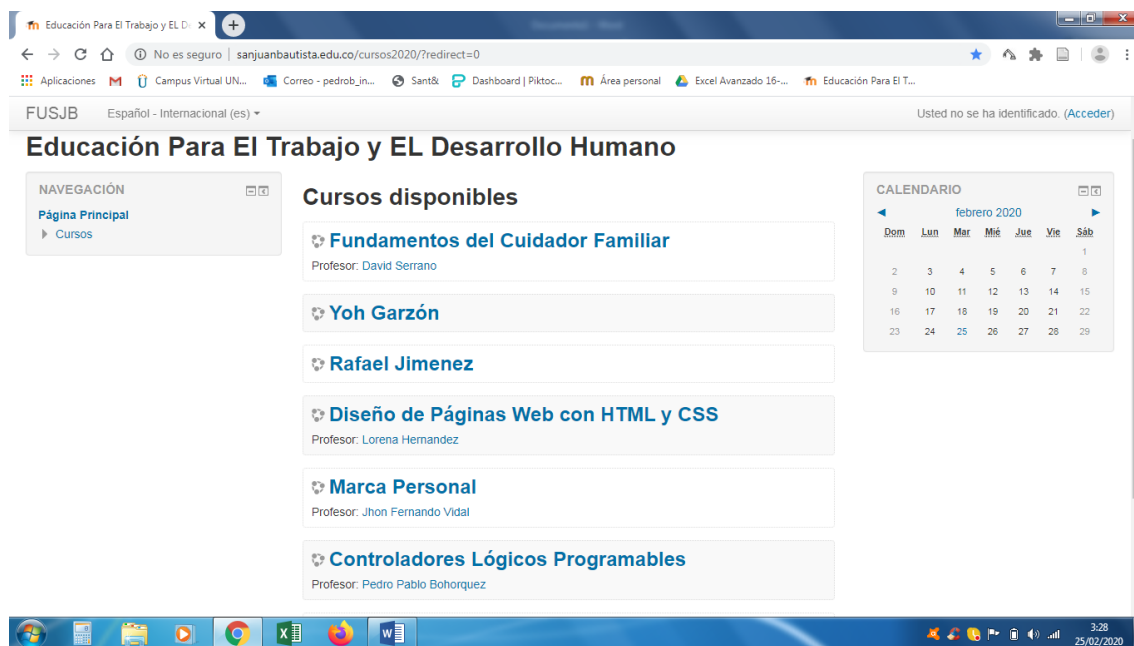 Educación Para El Trabajo y EL D
No es seguro | sanjuanbautista.edu.co/cursos2020/?redirect=0
Aplicaciones Campus Virtual UN... Correo - pedrob_in... Sant& Dashboard | Piktoc... Área personal Excel Avanzado 16-... Educación Para El T...
FUSJB Español - Internacional (es) Usted no se ha identificado. (Acceder)
Educación Para El Trabajo y EL Desarrollo Humano
NAVEGACIÓN
Página Principal
Cursos
Cursos disponibles
Fundamentos del Cuidador Familiar
Profesor: David Serrano
Yoh Garzón
Rafael Jimenez
Diseño de Páginas Web con HTML y CSS
Profesor: Lorena Hernandez
Marca Personal
Profesor: Jhon Fernando Vidal
Controladores Lógicos Programables
Profesor: Pedro Pablo Bohorquez
CALENDARIO
febrero 2020
Dom Lun Mar Mié Jue Vie Sáb
1
2 3 4 5 6 7 8
9 10 11 12 13 14 15
16 17 18 19 20 21 22
23 24 25 26 27 28 29
3:28
25/02/2020